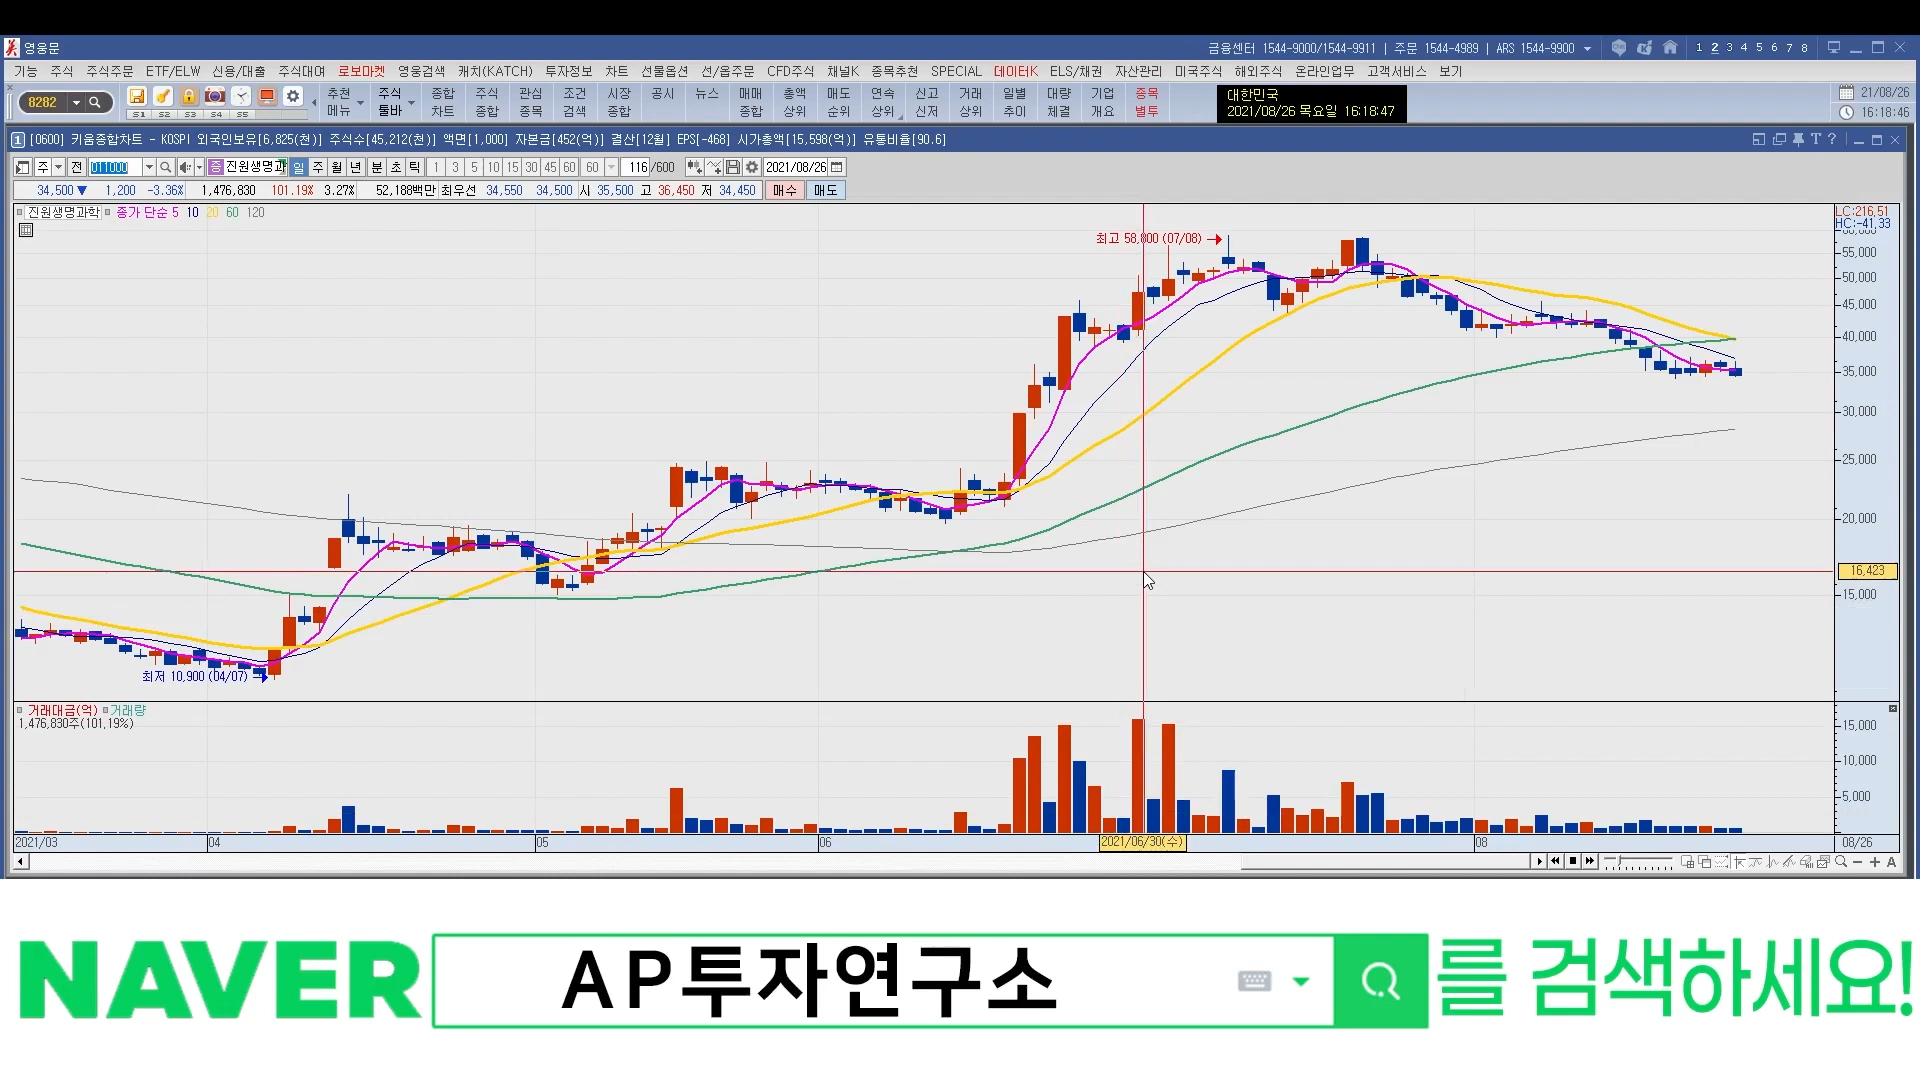 영웅문
금융센터 1544-9000/1544-9911 | 주문 1544-4989 | ARS 1544-9900
1 2 3 4 5 6 7 8
기능 주식 주식주문 ETF/ELW 신용/대출 주식대여 로보마켓 영웅검색 캐치(KATCH) 투자정보 차트 선물옵션 선/옵주문 CFD주식 채널K 종목추천 SPECIAL 데이터K ELS/채권 자산관리 미국주식 해외주식 온라인업무 고객서비스 보기
8282
S1 S2 S3 S4 S5
추천 주식 종합 주식 관심 조건 시장 공시 뉴스 매매 총액 매도 연속 신고 거래 일별 대량 기업 종목
메뉴 툴바 차트 종합 종목 검색 종합 종합 상위 순위 상위 신저 상위 추이 체결 개요 별투
대한민국
2021/08/26 목요일 16:18:47
21/08/26
16:18:46
1 [0600] 키움종합차트 - KOSPI 외국인보유[6,825(천)] 주식수[45,212(천)] 액면[1,000] 자본금[452(억)] 결산[12월] EPS[-468] 시가총액[15,598(억)] 유통비율[90.6]
주 전 011000 증 진원생명과 일 주 월 년 분 초 틱 1 3 5 10 15 30 45 60 60 116 /600 2021/08/26
34,500 ▼ 1,200 -3.36% 1,476,830 101.19% 3.27% 52,188백만 최우선 34,550 34,500 시 35,500 고 36,450 저 34,450 매수 매도
진원생명과학 종가 단순 5 10 20 60 120
LC:216,51
HC:-41,33
최고 58,800 (07/08)
55,000
50,000
45,000
40,000
35,000
30,000
25,000
20,000
16,423
15,000
최저 10,900 (04/07)
거래대금(억) 거래량
1,476,830주(101,19%)
15,000
10,000
5,000
2021/03 04 05 06 2021/06/30(수) 08 08/26
NAVER AP투자연구소 를 검색하세요!